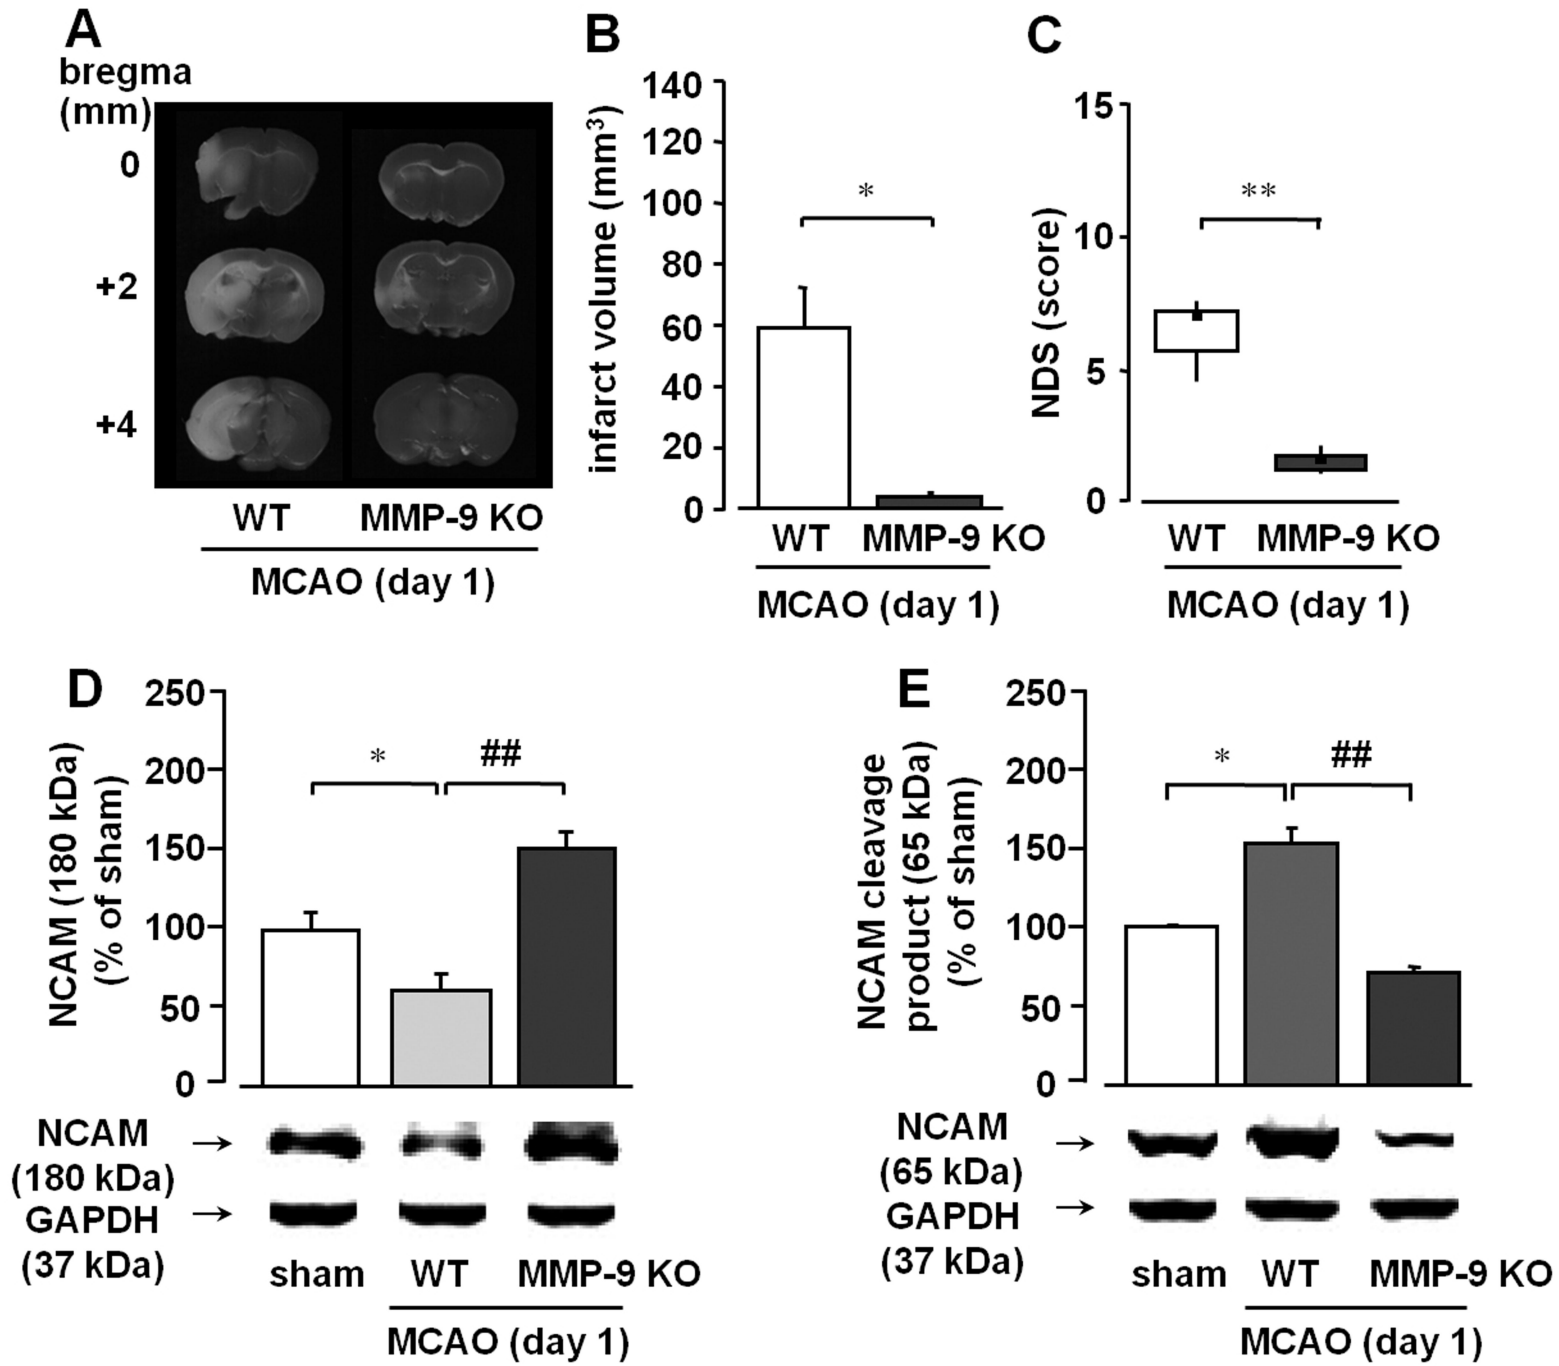 A
bregma
(mm)
0
+2
+4
WT MMP-9 KO
MCAO (day 1)
B
infarct volume (mm³)
140
120
100
80
60
40
20
0
*
WT MMP-9 KO
MCAO (day 1)
C
NDS (score)
15
10
5
0
**
WT MMP-9 KO
MCAO (day 1)
D
NCAM (180 kDa)
(% of sham)
250
200
150
100
50
0
* ##
NCAM →
(180 kDa)
GAPDH →
(37 kDa)
sham WT MMP-9 KO
MCAO (day 1)
E
NCAM cleavage
product (65 kDa)
(% of sham)
250
200
150
100
50
0
* ##
NCAM →
(65 kDa)
GAPDH →
(37 kDa)
sham WT MMP-9 KO
MCAO (day 1)